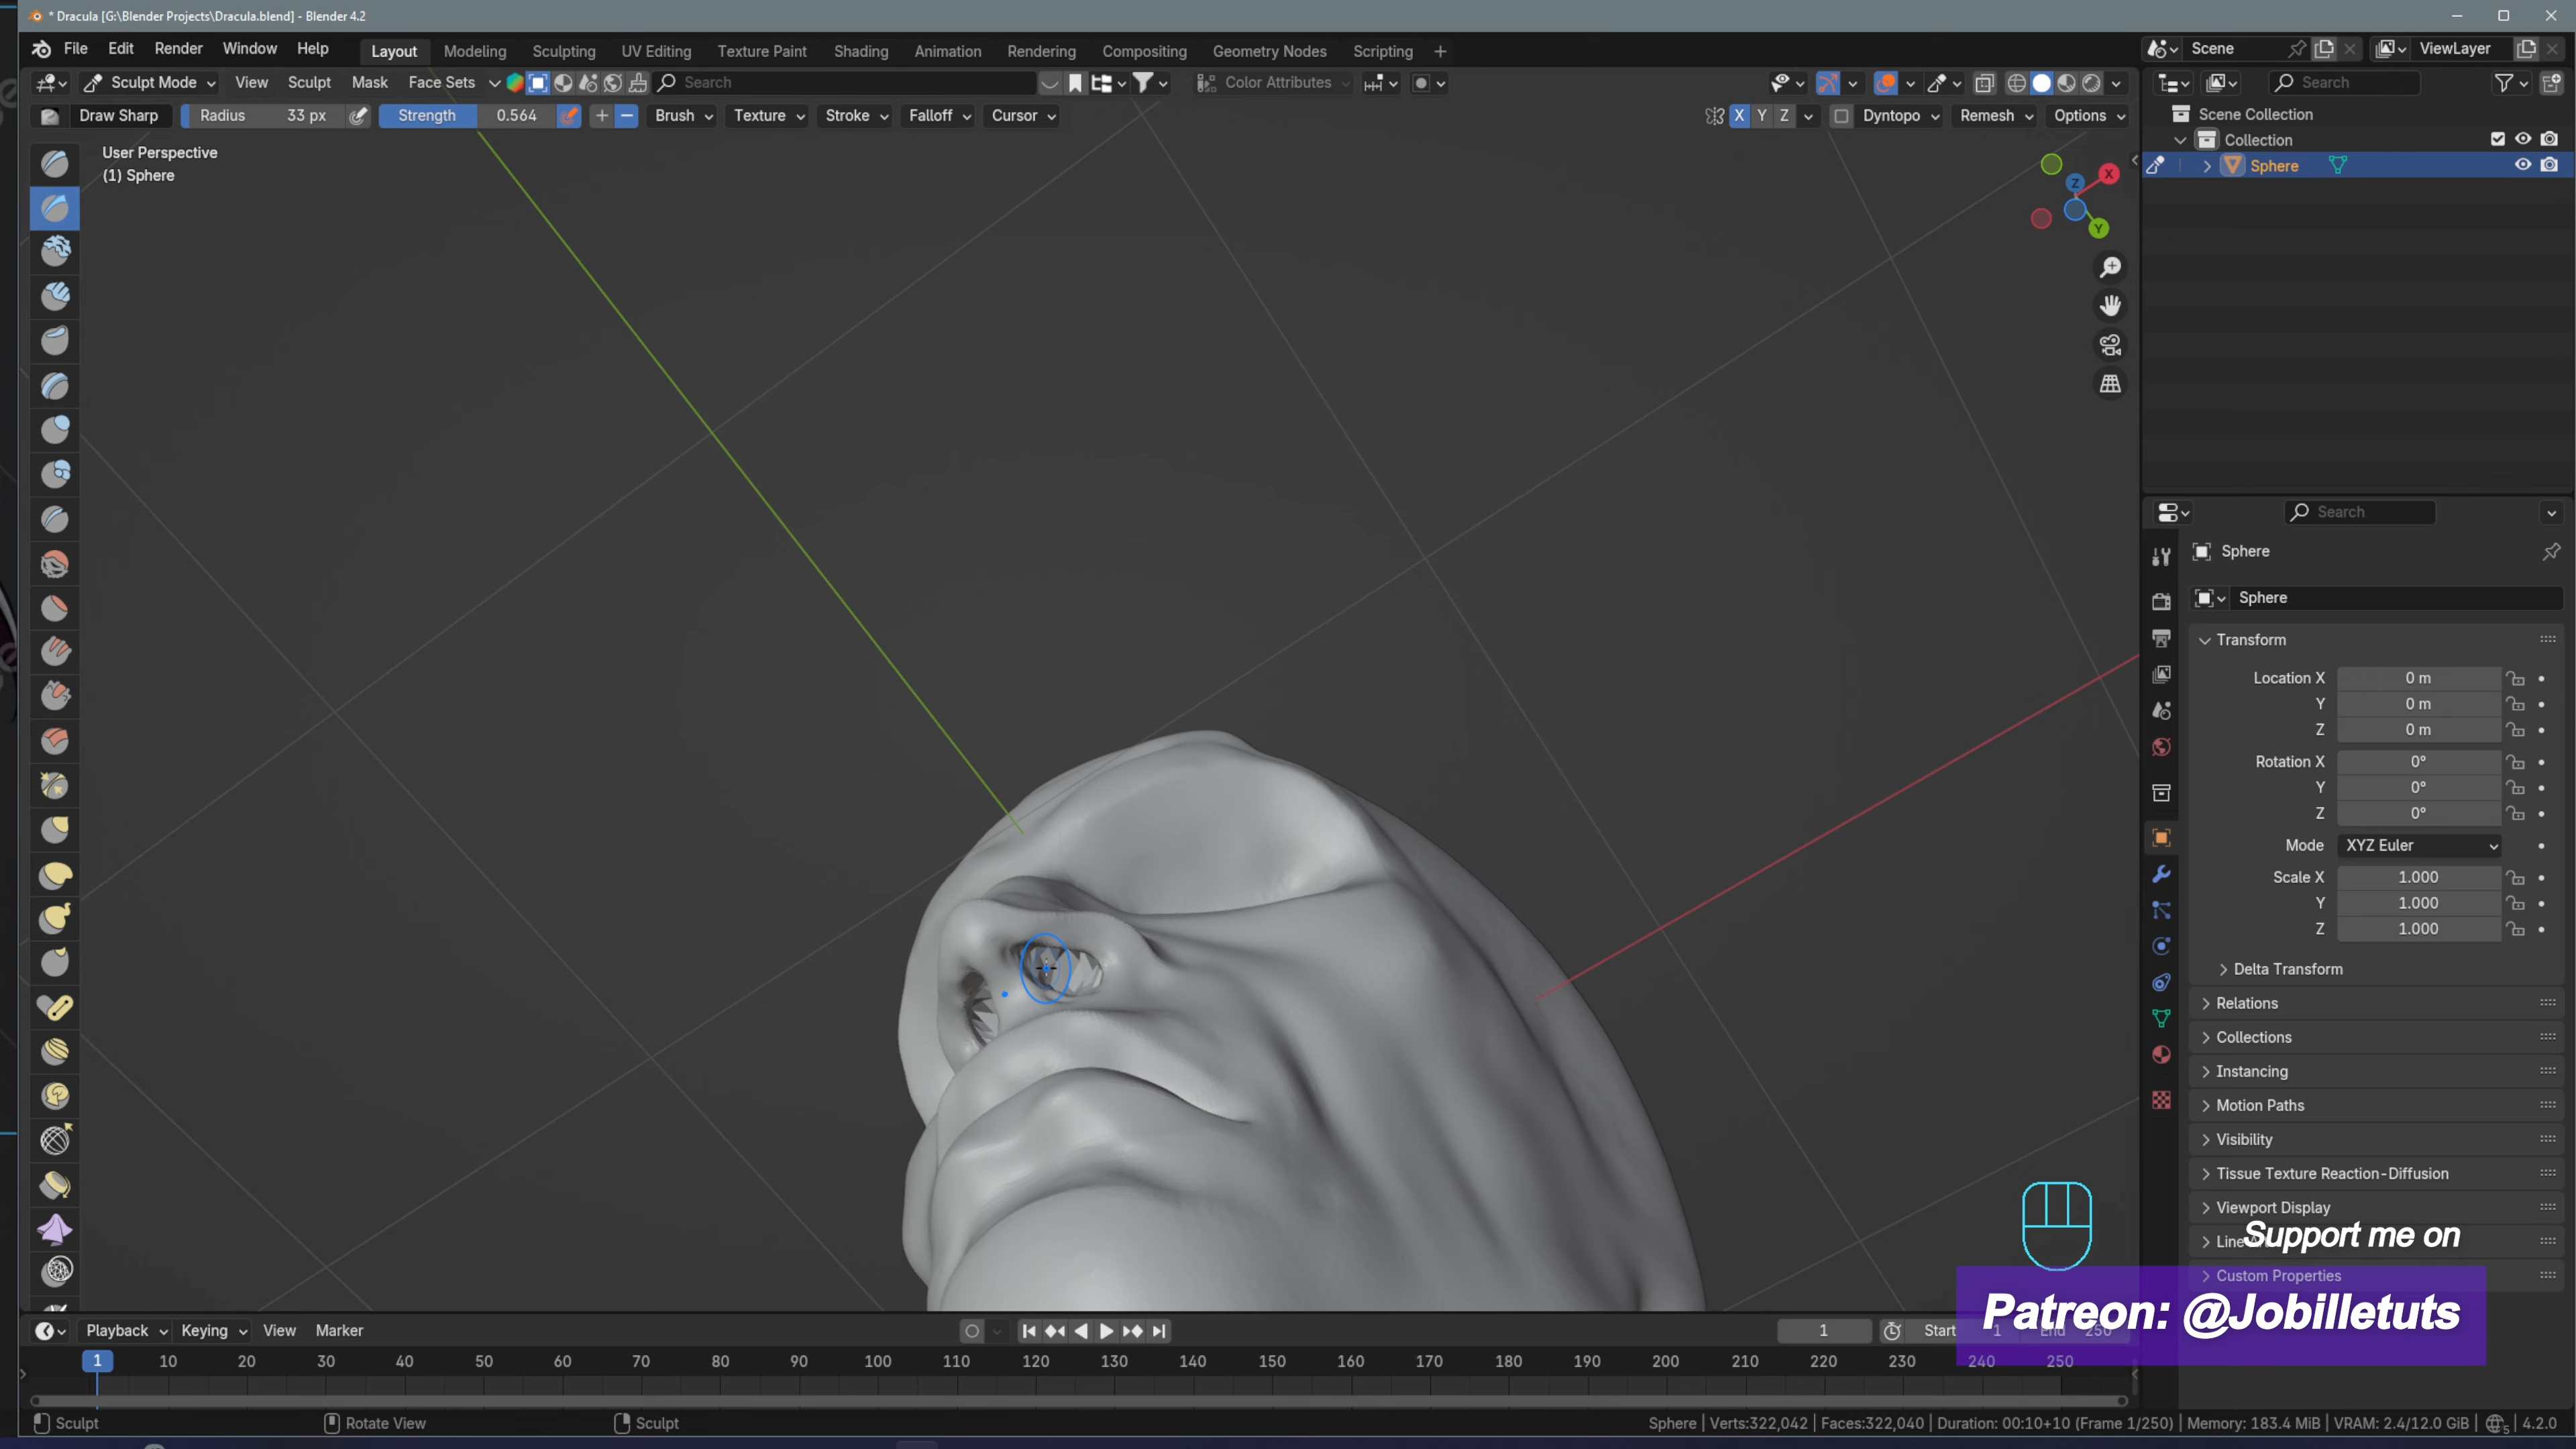 * Dracula [G:\Blender Projects\Dracula.blend] - Blender 4.2
File Edit Render Window Help Layout Modeling Sculpting UV Editing Texture Paint Shading Animation Rendering Compositing Geometry Nodes Scripting + Scene ViewLayer
Sculpt Mode View Sculpt Mask Face Sets Search Color Attributes Search
Draw Sharp Radius 33 px Strength 0.564 Brush Texture Stroke Falloff Cursor X Y Z Dyntopo Remesh Options
Scene Collection
Collection
Sphere
User Perspective
(1) Sphere
X
Z
Y
Search
Sphere
Sphere
Transform
Location X 0 m
Y 0 m
Z 0 m
Rotation X 0°
Y 0°
Z 0°
Mode XYZ Euler
Scale X 1.000
Y 1.000
Z 1.000
Delta Transform
Relations
Collections
Instancing
Motion Paths
Visibility
Tissue Texture Reaction-Diffusion
Viewport Display
Support me on
Custom Properties
Patreon: @Jobilletuts
Playback Keying View Marker 1 Start 1 End 250
1 10 20 30 40 50 60 70 80 90 100 110 120 130 140 150 160 170 180 190 200 210 220 230 240 250
Sculpt Rotate View Sculpt Sphere | Verts:322,042 | Faces:322,040 | Duration: 00:10+10 (Frame 1/250) | Memory: 183.4 MiB | VRAM: 2.4/12.0 GiB | 5 | 4.2.0